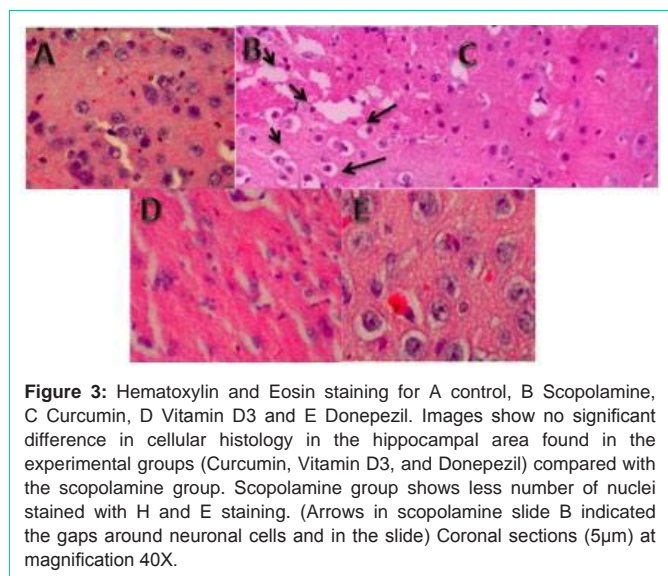 A
B
C
D
E
Figure 3: Hematoxylin and Eosin staining for A control, B Scopolamine,
C Curcumin, D Vitamin D3 and E Donepezil. Images show no significant
difference in cellular histology in the hippocampal area found in the
experimental groups (Curcumin, Vitamin D3, and Donepezil) compared with
the scopolamine group. Scopolamine group shows less number of nuclei
stained with H and E staining. (Arrows in scopolamine slide B indicated
the gaps around neuronal cells and in the slide) Coronal sections (5µm) at
magnification 40X.